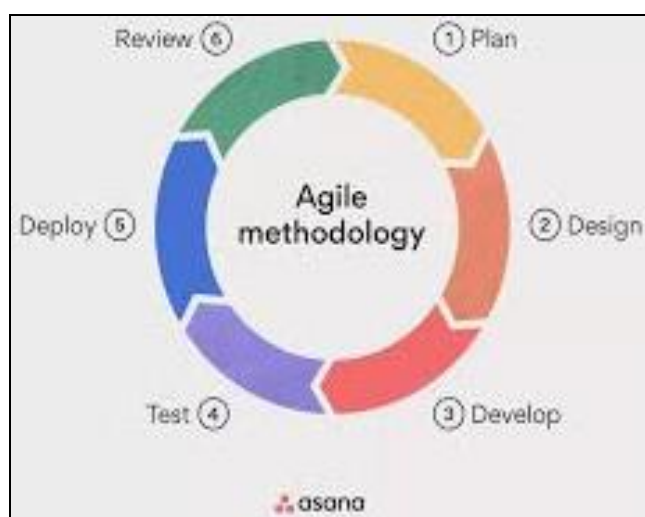 Review 6
1 Plan
Agile
methodology
Deploy 5
2 Design
Test 4
3 Develop
asana